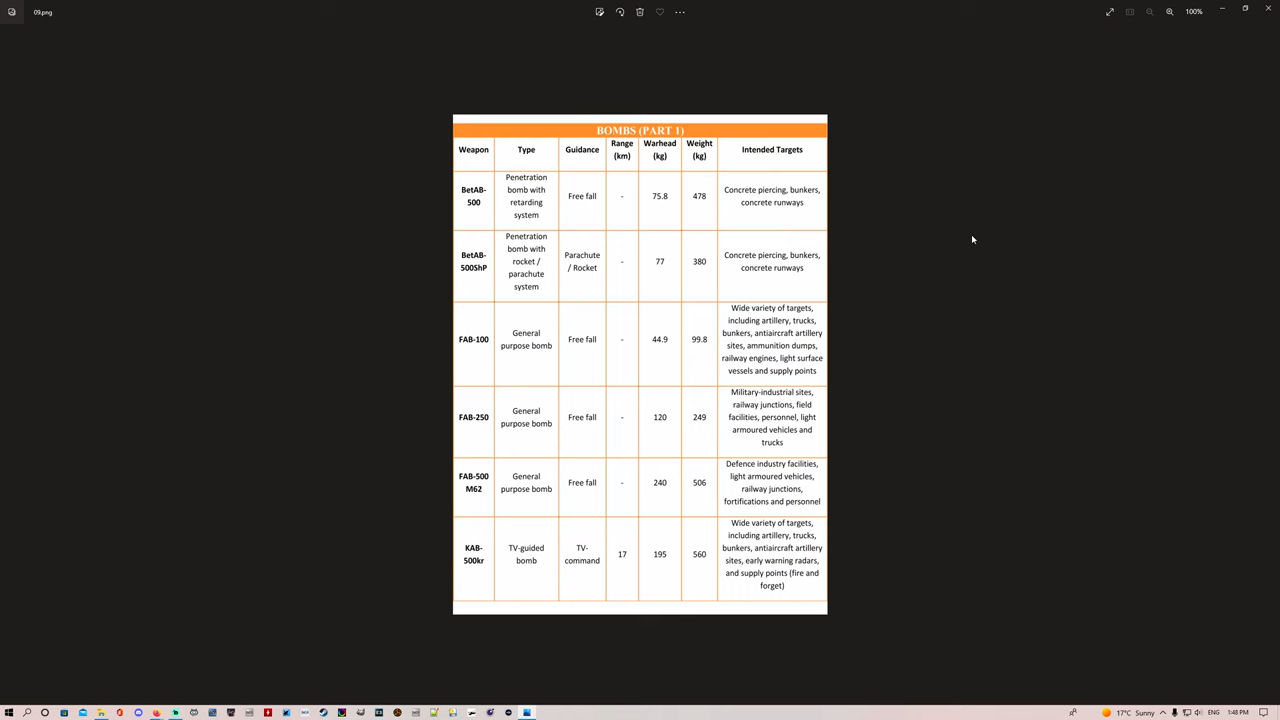 09.png
100%
BOMBS (PART 1)
Weapon Type Guidance Range (km) Warhead (kg) Weight (kg) Intended Targets
BetAB-
500
Penetration
bomb with
retarding
system
Free fall
-
75.8
478
Concrete piercing, bunkers,
concrete runways
BetAB-
500ShP
Penetration
bomb with
rocket /
parachute
system
Parachute
/ Rocket
-
77
380
Concrete piercing, bunkers,
concrete runways
FAB-100
General
purpose bomb
Free fall
-
44.9
99.8
Wide variety of targets,
including artillery, trucks,
bunkers, antiaircraft artillery
sites, ammunition dumps,
railway engines, light surface
vessels and supply points
FAB-250
General
purpose bomb
Free fall
-
120
249
Military-industrial sites,
railway junctions, field
facilities, personnel, light
armoured vehicles and
trucks
FAB-500
M62
General
purpose bomb
Free fall
-
240
506
Defence industry facilities,
light armoured vehicles,
railway junctions,
fortifications and personnel
KAB-
500kr
TV-guided
bomb
TV-
command
17
195
560
Wide variety of targets,
including artillery, trucks,
bunkers, antiaircraft artillery
sites, early warning radars,
and supply points (fire and
forget)
17°C Sunny ENG 1:48 PM